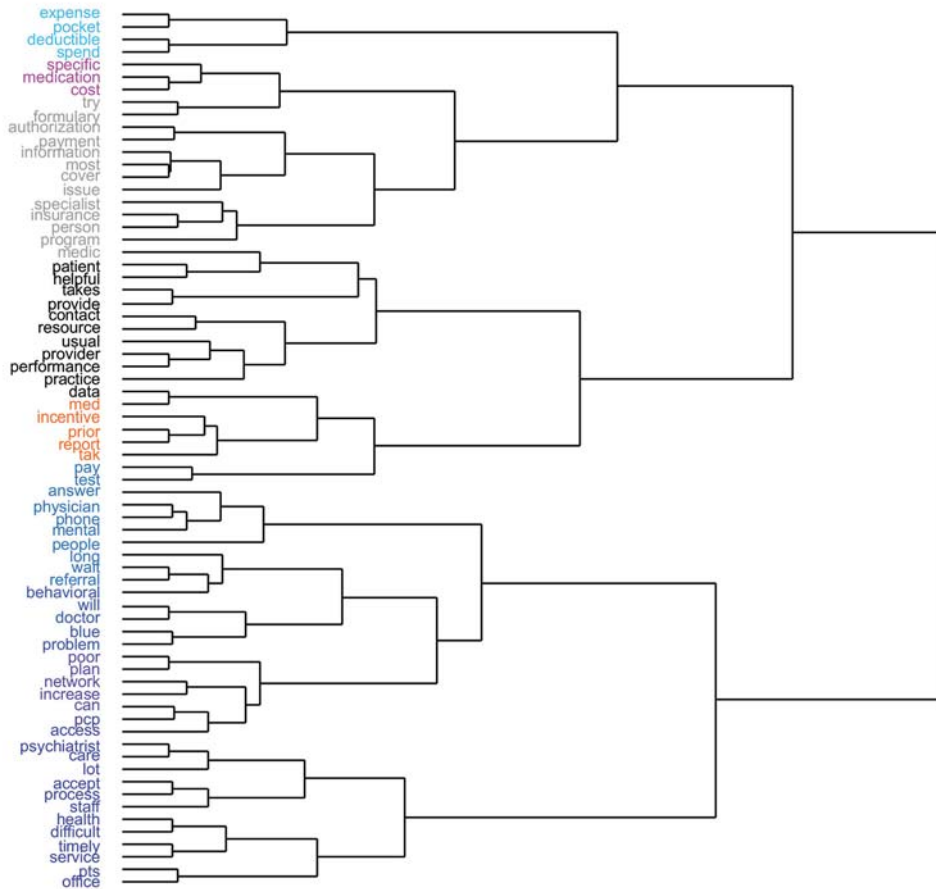 expense
pocket
deductible
spend
specific
medication
cost
try
formulary
authorization
payment
information
most
cover
issue
specialist
insurance
person
program
medic
patient
helpful
takes
provide
contact
resource
usual
provider
performance
practice
data
med
incentive
prior
report
tak
pay
test
answer
physician
phone
mental
people
long
wait
referral
behavioral
will
doctor
blue
problem
poor
plan
network
increase
can
pcp
access
psychiatrist
care
lot
accept
process
staff
health
difficult
timely
service
pts
office